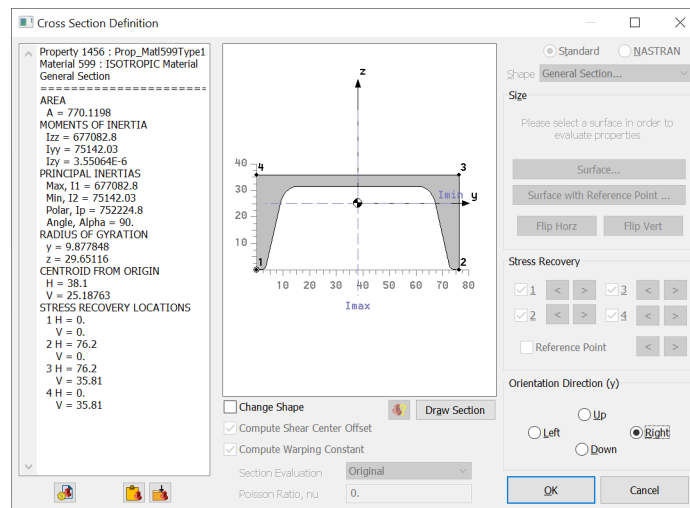 Cross Section Definition
Property 1456 : Prop_Matl599Type1
Material 599 : ISOTROPIC Material
General Section
=======================
AREA
A = 770.1198
MOMENTS OF INERTIA
Izz = 677082.8
Iyy = 75142.03
Izy = 3.55064E-6
PRINCIPAL INERTIAS
Max, I1 = 677082.8
Min, I2 = 75142.03
Polar, Ip = 752224.8
Angle, Alpha = 90.
RADIUS OF GYRATION
y = 9.877848
z = 29.65116
CENTROID FROM ORIGIN
H = 38.1
V = 25.18763
STRESS RECOVERY LOCATIONS
1 H = 0.
V = 0.
2 H = 76.2
V = 0.
3 H = 76.2
V = 35.81
4 H = 0.
V = 35.81
z
40
4
3
30
Imin
y
20
10
1
2
10 20 30 40 50 60 70 80
Imax
Change Shape
Draw Section
Compute Shear Center Offset
Compute Warping Constant
Section Evaluation
Original
Poisson Ratio, nu
0.
Standard
NASTRAN
Shape
General Section...
Size
Please select a surface in order to
evaluate properties
Surface...
Surface with Reference Point ...
Flip Horz
Flip Vert
Stress Recovery
1 < > 3 < >
2 < > 4 < >
Reference Point < >
Orientation Direction (y)
Up
Left
Right
Down
OK
Cancel